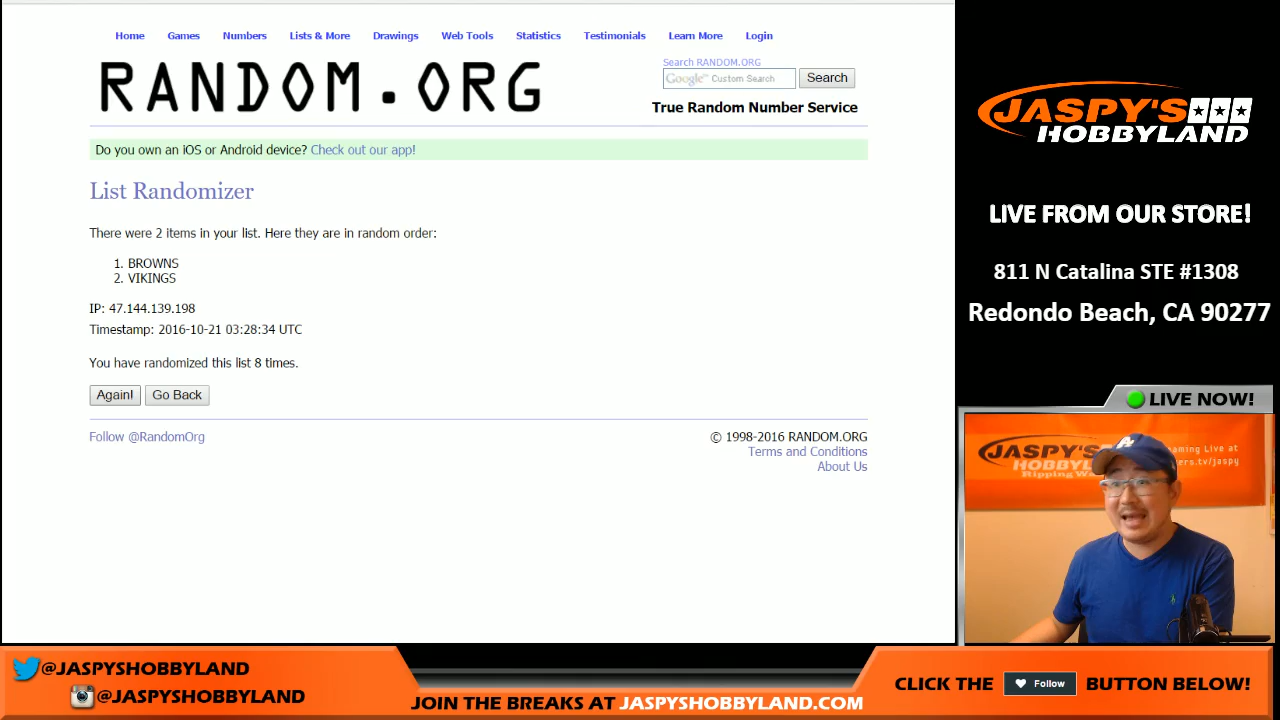 Home Games Numbers Lists & More Drawings Web Tools Statistics Testimonials Learn More Login
RANDOM.ORG
Search RANDOM.ORG
Google™ Custom Search Search
True Random Number Service
Do you own an iOS or Android device? Check out our app!
List Randomizer
There were 2 items in your list. Here they are in random order:
1. BROWNS
2. VIKINGS
IP: 47.144.139.198
Timestamp: 2016-10-21 03:28:34 UTC
You have randomized this list 8 times.
Again! Go Back
Follow @RandomOrg
© 1998-2016 RANDOM.ORG
Terms and Conditions
About Us
JASPY'S
HOBBYLAND
LIVE FROM OUR STORE!
811 N Catalina STE #1308
Redondo Beach, CA 90277
LIVE NOW!
JASPY'S
@JASPYSHOBBYLAND
@JASPYSHOBBYLAND
JOIN THE BREAKS AT JASPYSHOBBYLAND.COM
CLICK THE Follow BUTTON BELOW!